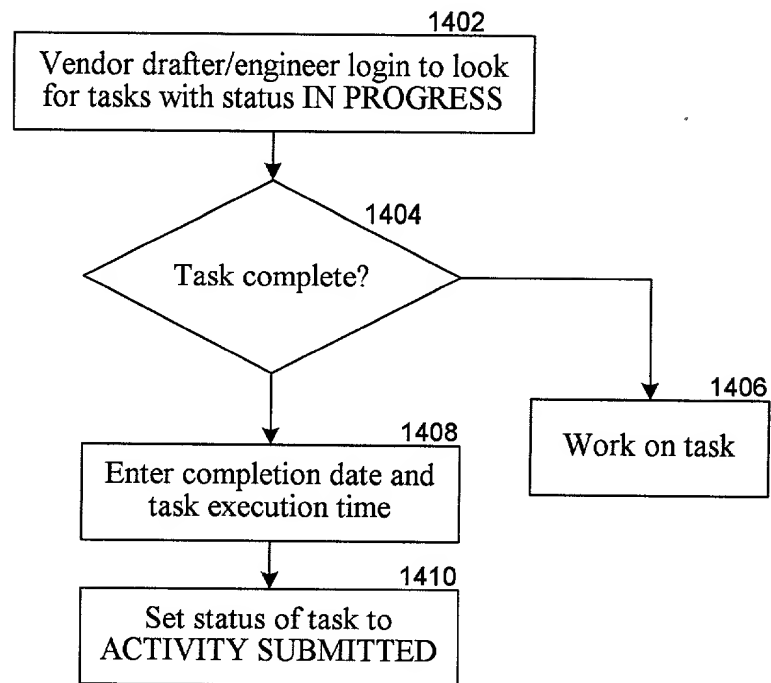 1402
Vendor drafter/engineer login to look
for tasks with status IN PROGRESS
1404
Task complete?
1406
Work on task
1408
Enter completion date and
task execution time
1410
Set status of task to
ACTIVITY SUBMITTED